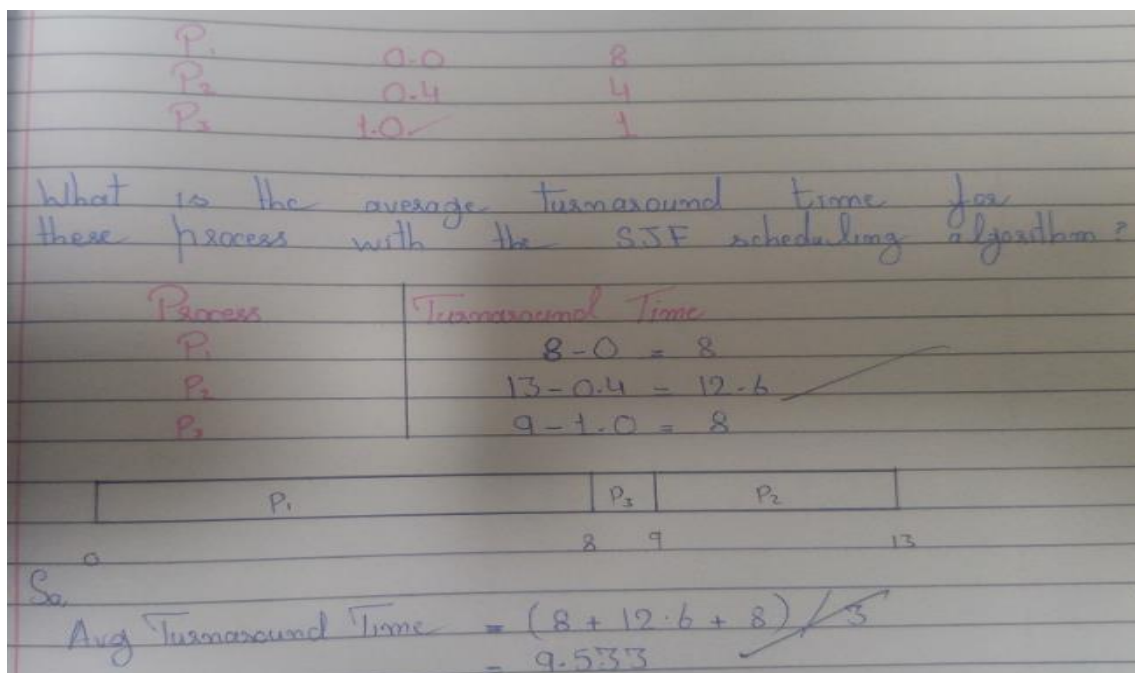 P1 0.0 8
P2 0.4 4
P3 1.0 1
What is the average turnaround time for
these process with the SJF scheduling algorithm?
Process Turnaround Time
P1 8-0 = 8
P2 13-0.4 = 12.6
P3 9-1.0 = 8
P1 P3 P2
0 8 9 13
So,
Avg Turnaround Time = (8 + 12.6 + 8) / 3
= 9.533